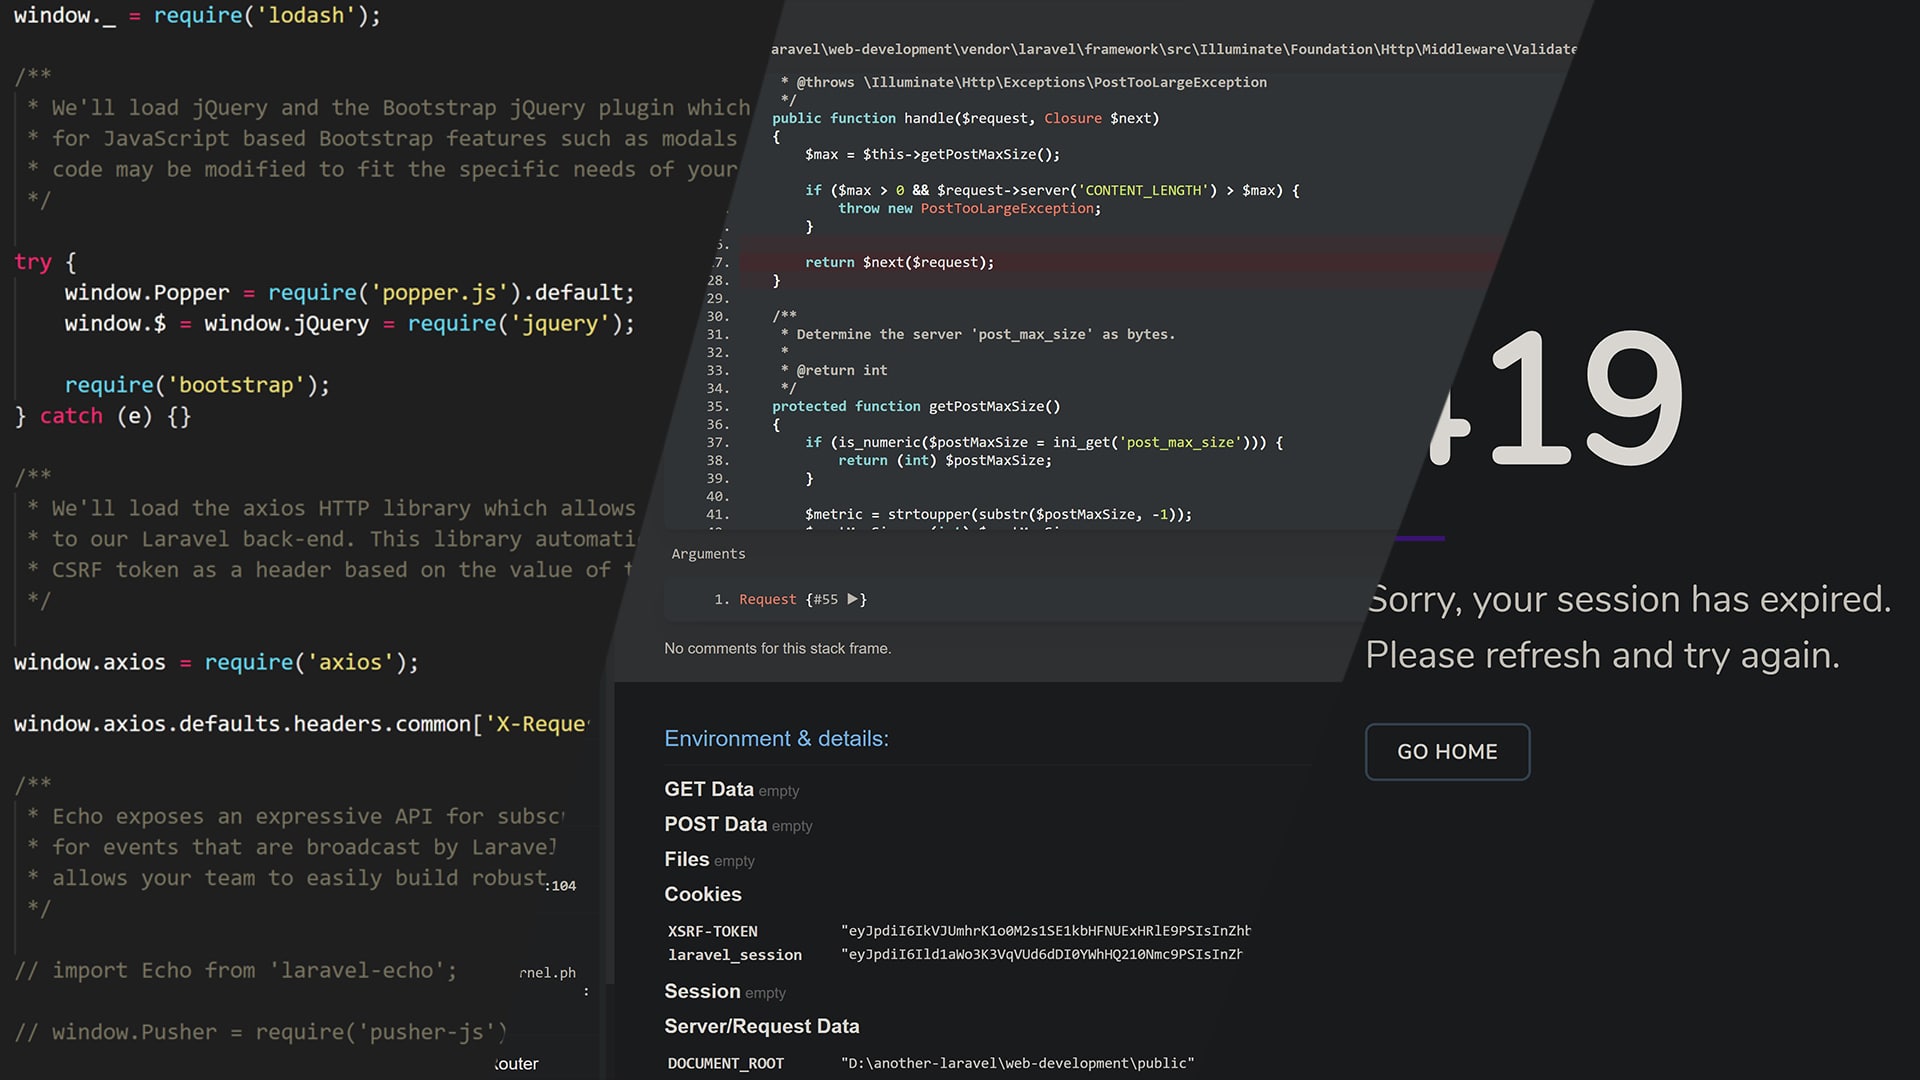 window._ = require('lodash');
/**
* We'll load jQuery and the Bootstrap jQuery plugin which
* for JavaScript based Bootstrap features such as modals
* code may be modified to fit the specific needs of your
*/
try {
window.Popper = require('popper.js').default;
window.$ = window.jQuery = require('jquery');
require('bootstrap');
} catch (e) {}
/**
* We'll load the axios HTTP library which allows
* to our Laravel back-end. This library automati
* CSRF token as a header based on the value of t
*/
window.axios = require('axios');
window.axios.defaults.headers.common['X-Reque
/**
* Echo exposes an expressive API for subsc
* for events that are broadcast by Laravel
* allows your team to easily build robust
*/
// import Echo from 'laravel-echo';
// window.Pusher = require('pusher-js')
:104
rnel.ph
:
outer
aravel\web-development\vendor\laravel\framework\src\Illuminate\Foundation\Http\Middleware\Validate
* @throws \Illuminate\Http\Exceptions\PostTooLargeException
*/
public function handle($request, Closure $next)
{
$max = $this->getPostMaxSize();
if ($max > 0 && $request->server('CONTENT_LENGTH') > $max) {
throw new PostTooLargeException;
}
7. return $next($request);
28. }
29.
30. /**
31. * Determine the server 'post_max_size' as bytes.
32. *
33. * @return int
34. */
35. protected function getPostMaxSize()
36. {
37. if (is_numeric($postMaxSize = ini_get('post_max_size'))) {
38. return (int) $postMaxSize;
39. }
40.
41. $metric = strtoupper(substr($postMaxSize, -1));
Arguments
1. Request {#55 ▶}
No comments for this stack frame.
Environment & details:
GET Data empty
POST Data empty
Files empty
Cookies
XSRF-TOKEN "eyJpdiI6IkVJUmhrK1o0M2s1SE1kbHFNUExHRlE9PSIsInZhb
laravel_session "eyJpdiI6Ild1aWo3K3VqVUd6dDI0YWhHQ210Nmc9PSIsInZh
Session empty
Server/Request Data
DOCUMENT_ROOT "D:\another-laravel\web-development\public"
419
Sorry, your session has expired.
Please refresh and try again.
GO HOME